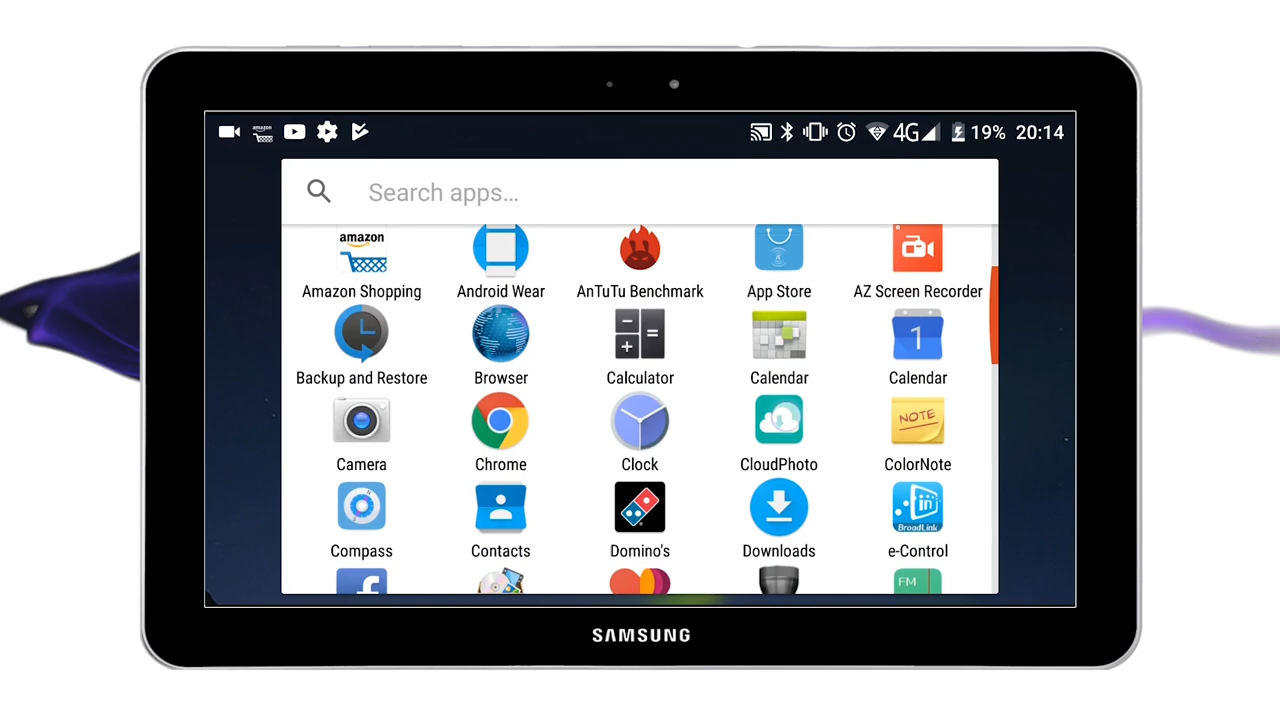 amazon
4G 19% 20:14
Search apps...
amazon
Amazon Shopping Android Wear AnTuTu Benchmark App Store AZ Screen Recorder
1
Backup and Restore Browser Calculator Calendar Calendar
NOTE
Camera Chrome Clock CloudPhoto ColorNote
in
BroadLink
Compass Contacts Domino's Downloads e-Control
f FM
SAMSUNG